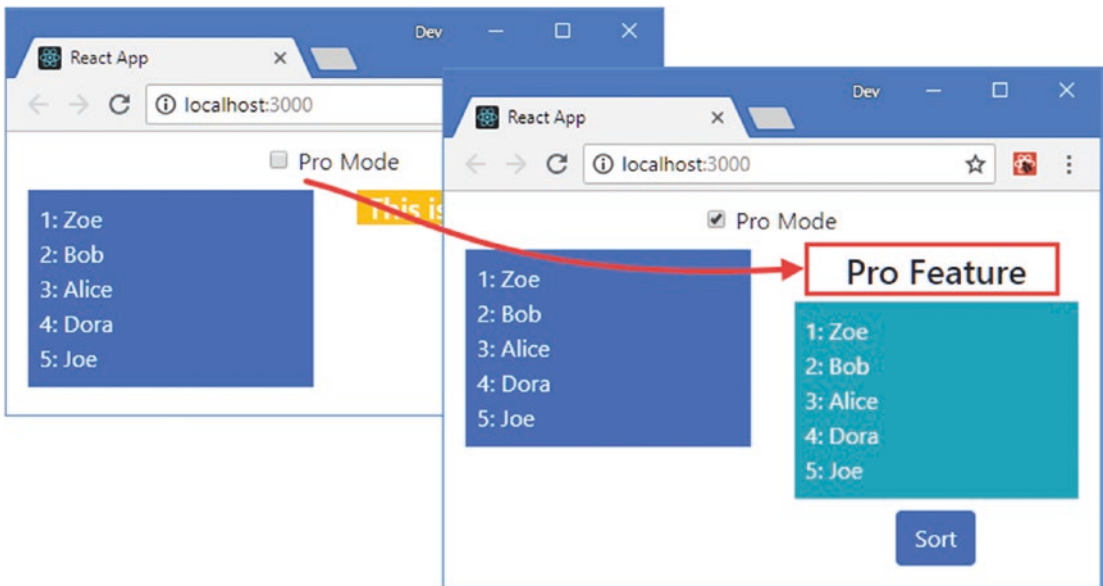 Dev
React App
localhost:3000
Pro Mode
1: Zoe
2: Bob
3: Alice
4: Dora
5: Joe
This is
Dev
React App
localhost:3000
Pro Mode
1: Zoe
2: Bob
3: Alice
4: Dora
5: Joe
Pro Feature
1: Zoe
2: Bob
3: Alice
4: Dora
5: Joe
Sort